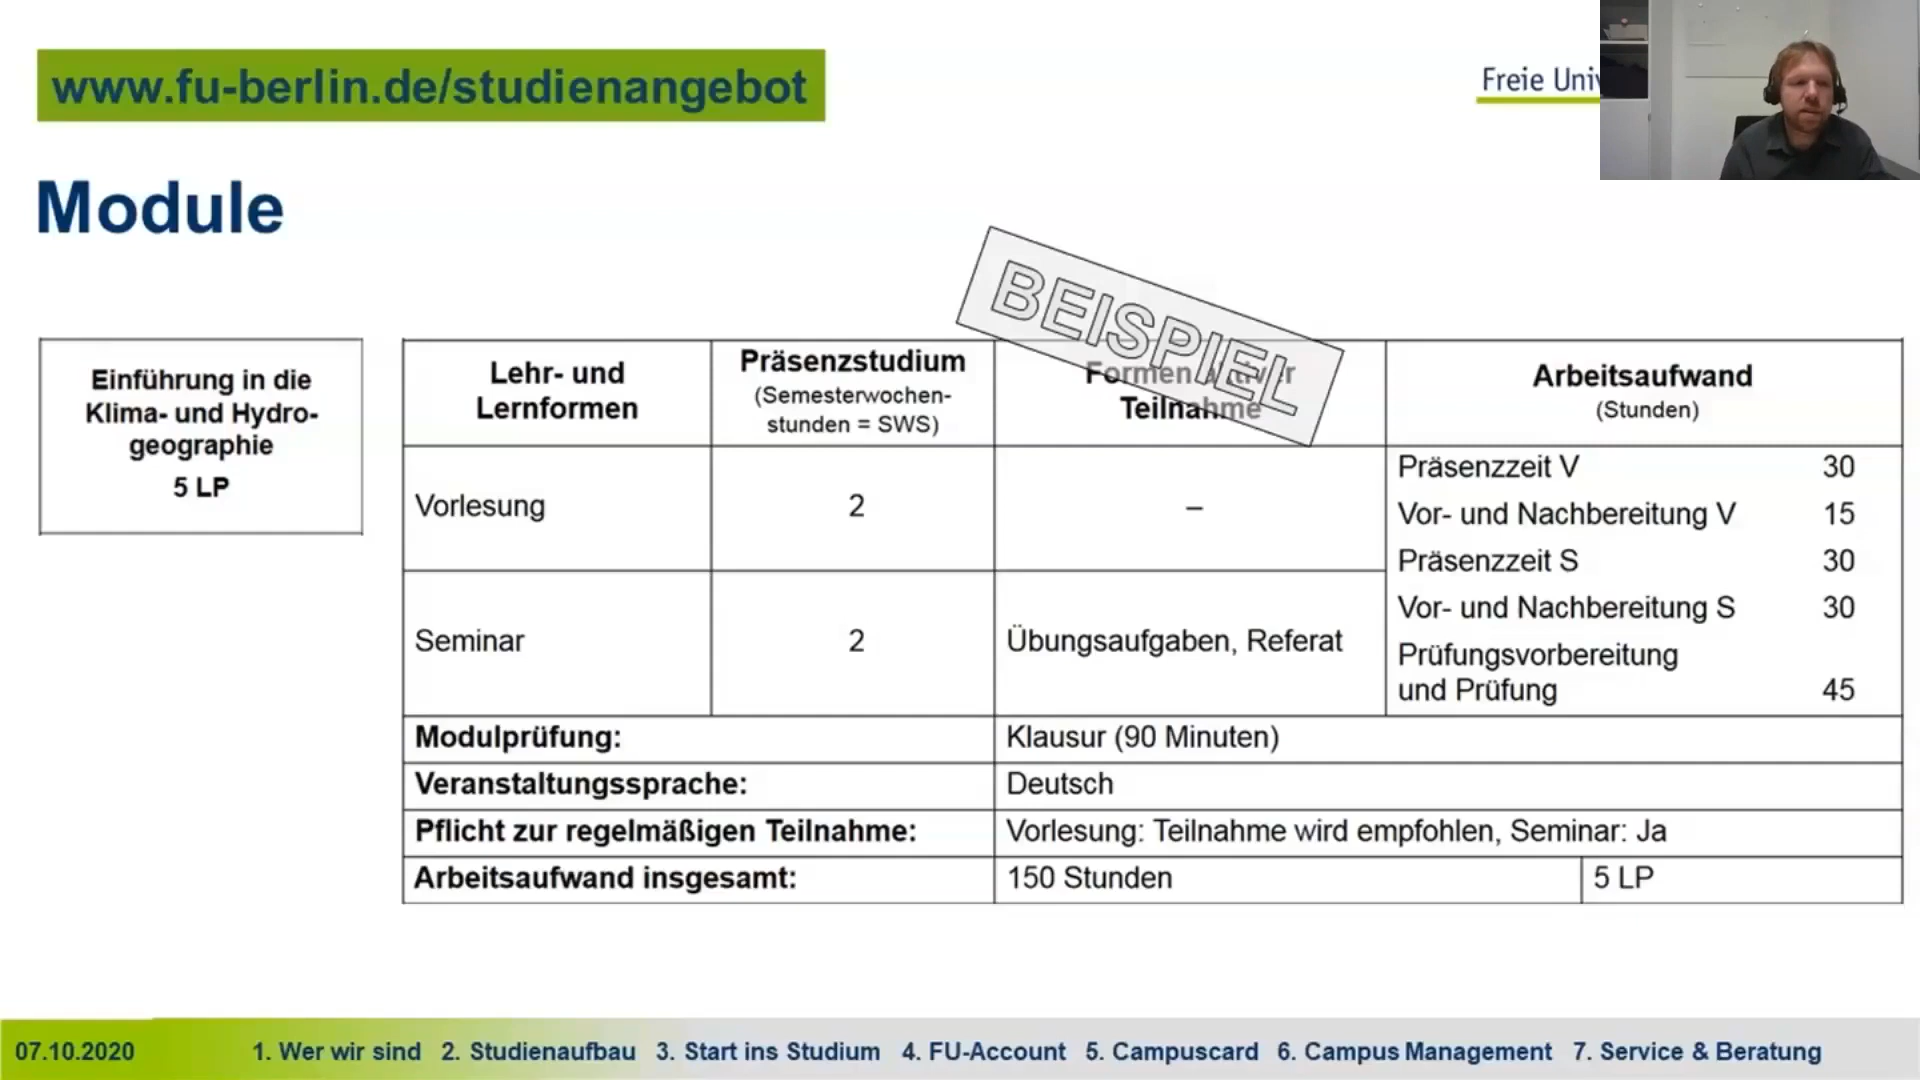 www.fu-berlin.de/studienangebot
Freie
Module
BEISPIEL
Einführung in die
Klima- und Hydro-
geographie
5 LP
Lehr- und
Lernformen
Präsenzstudium
(Semesterwochen-
stunden = SWS)
Formen aktiver
Teilnahme
Arbeitsaufwand
(Stunden)
Vorlesung
2
–
Präsenzzeit V 30
Vor- und Nachbereitung V 15
Präsenzzeit S 30
Vor- und Nachbereitung S 30
Prüfungsvorbereitung
und Prüfung 45
Seminar
2
Übungsaufgaben, Referat
Modulprüfung: Klausur (90 Minuten)
Veranstaltungssprache: Deutsch
Pflicht zur regelmäßigen Teilnahme: Vorlesung: Teilnahme wird empfohlen, Seminar: Ja
Arbeitsaufwand insgesamt: 150 Stunden 5 LP
07.10.2020 1. Wer wir sind 2. Studienaufbau 3. Start ins Studium 4. FU-Account 5. Campuscard 6. Campus Management 7. Service & Beratung